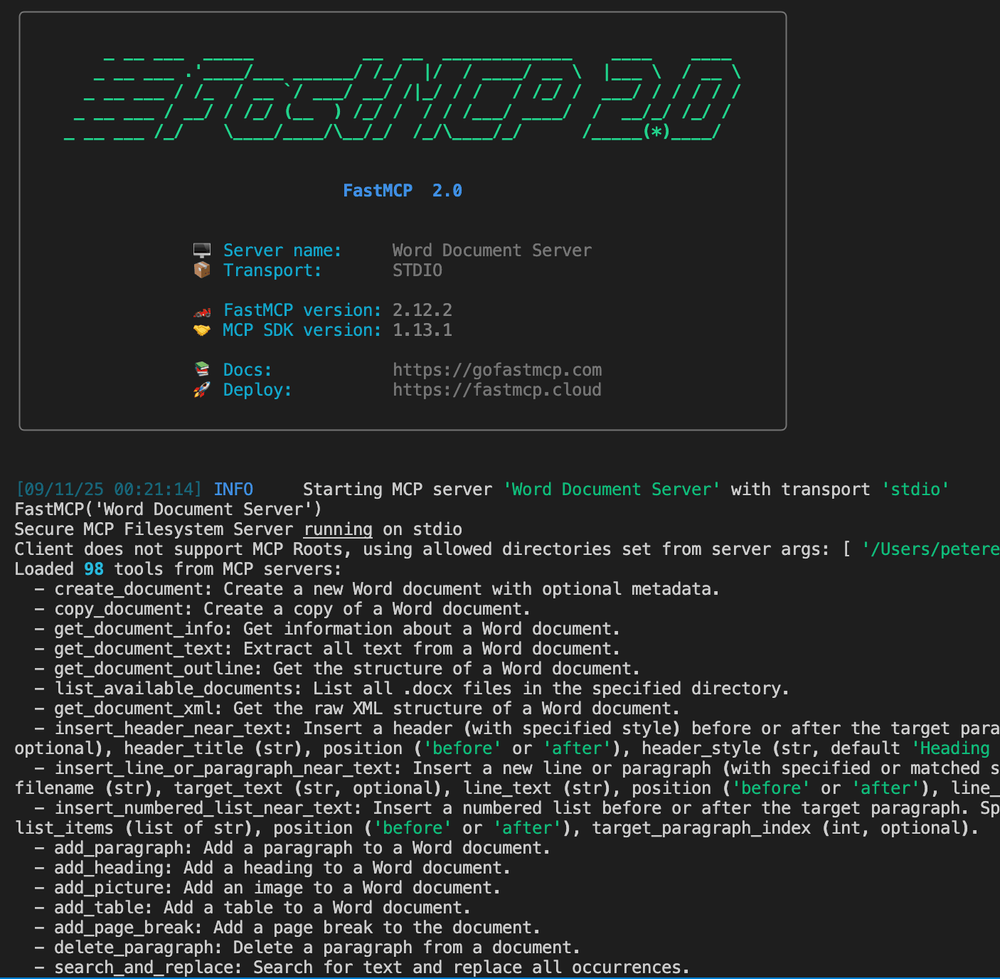 FastMCP 2.0
FastMCP  2.0
🖥️ Server name:     Word Document Server
📦 Transport:       STDIO
🏎️ FastMCP version: 2.12.2
🤝 MCP SDK version: 1.13.1
📚 Docs:            https://gofastmcp.com
🚀 Deploy:          https://fastmcp.cloud
[09/11/25 00:21:14] INFO     Starting MCP server 'Word Document Server' with transport 'stdio'
FastMCP('Word Document Server')
Secure MCP Filesystem Server running on stdio
Client does not support MCP Roots, using allowed directories set from server args: [ '/Users/petere
Loaded 98 tools from MCP servers:
  - create_document: Create a new Word document with optional metadata.
  - copy_document: Create a copy of a Word document.
  - get_document_info: Get information about a Word document.
  - get_document_text: Extract all text from a Word document.
  - get_document_outline: Get the structure of a Word document.
  - list_available_documents: List all .docx files in the specified directory.
  - get_document_xml: Get the raw XML structure of a Word document.
  - insert_header_near_text: Insert a header (with specified style) before or after the target para
optional), header_title (str), position ('before' or 'after'), header_style (str, default 'Heading
  - insert_line_or_paragraph_near_text: Insert a new line or paragraph (with specified or matched s
filename (str), target_text (str, optional), line_text (str), position ('before' or 'after'), line_
  - insert_numbered_list_near_text: Insert a numbered list before or after the target paragraph. Sp
list_items (list of str), position ('before' or 'after'), target_paragraph_index (int, optional).
  - add_paragraph: Add a paragraph to a Word document.
  - add_heading: Add a heading to a Word document.
  - add_picture: Add an image to a Word document.
  - add_table: Add a table to a Word document.
  - add_page_break: Add a page break to the document.
  - delete_paragraph: Delete a paragraph from a document.
  - search_and_replace: Search for text and replace all occurrences.